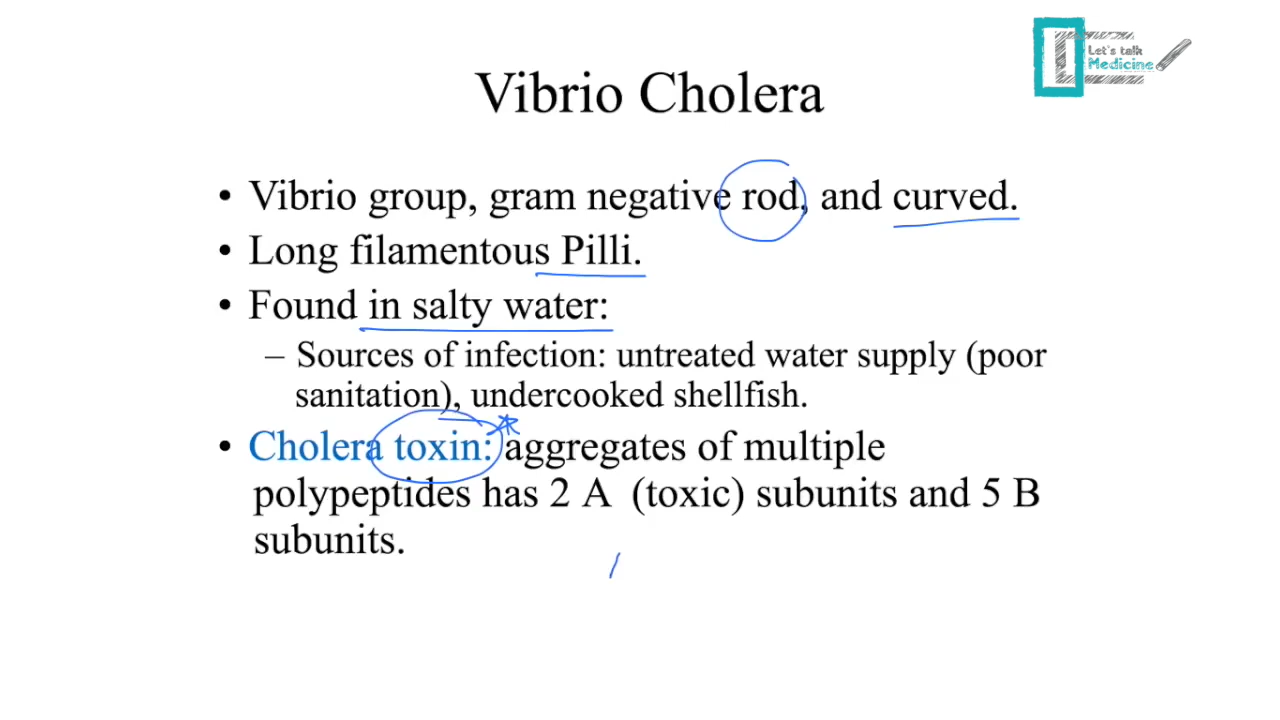 Let's talk
Medicine
Vibrio Cholera
• Vibrio group, gram negative rod, and curved.
• Long filamentous Pilli.
• Found in salty water:
– Sources of infection: untreated water supply (poor
sanitation), undercooked shellfish.
• Cholera toxin: aggregates of multiple
polypeptides has 2 A (toxic) subunits and 5 B
subunits.